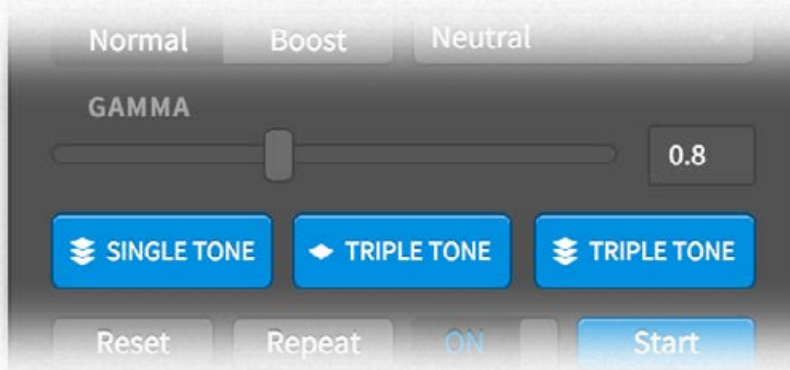 Normal Boost Neutral
GAMMA
0.8
SINGLE TONE TRIPLE TONE TRIPLE TONE
Reset Repeat ON Start